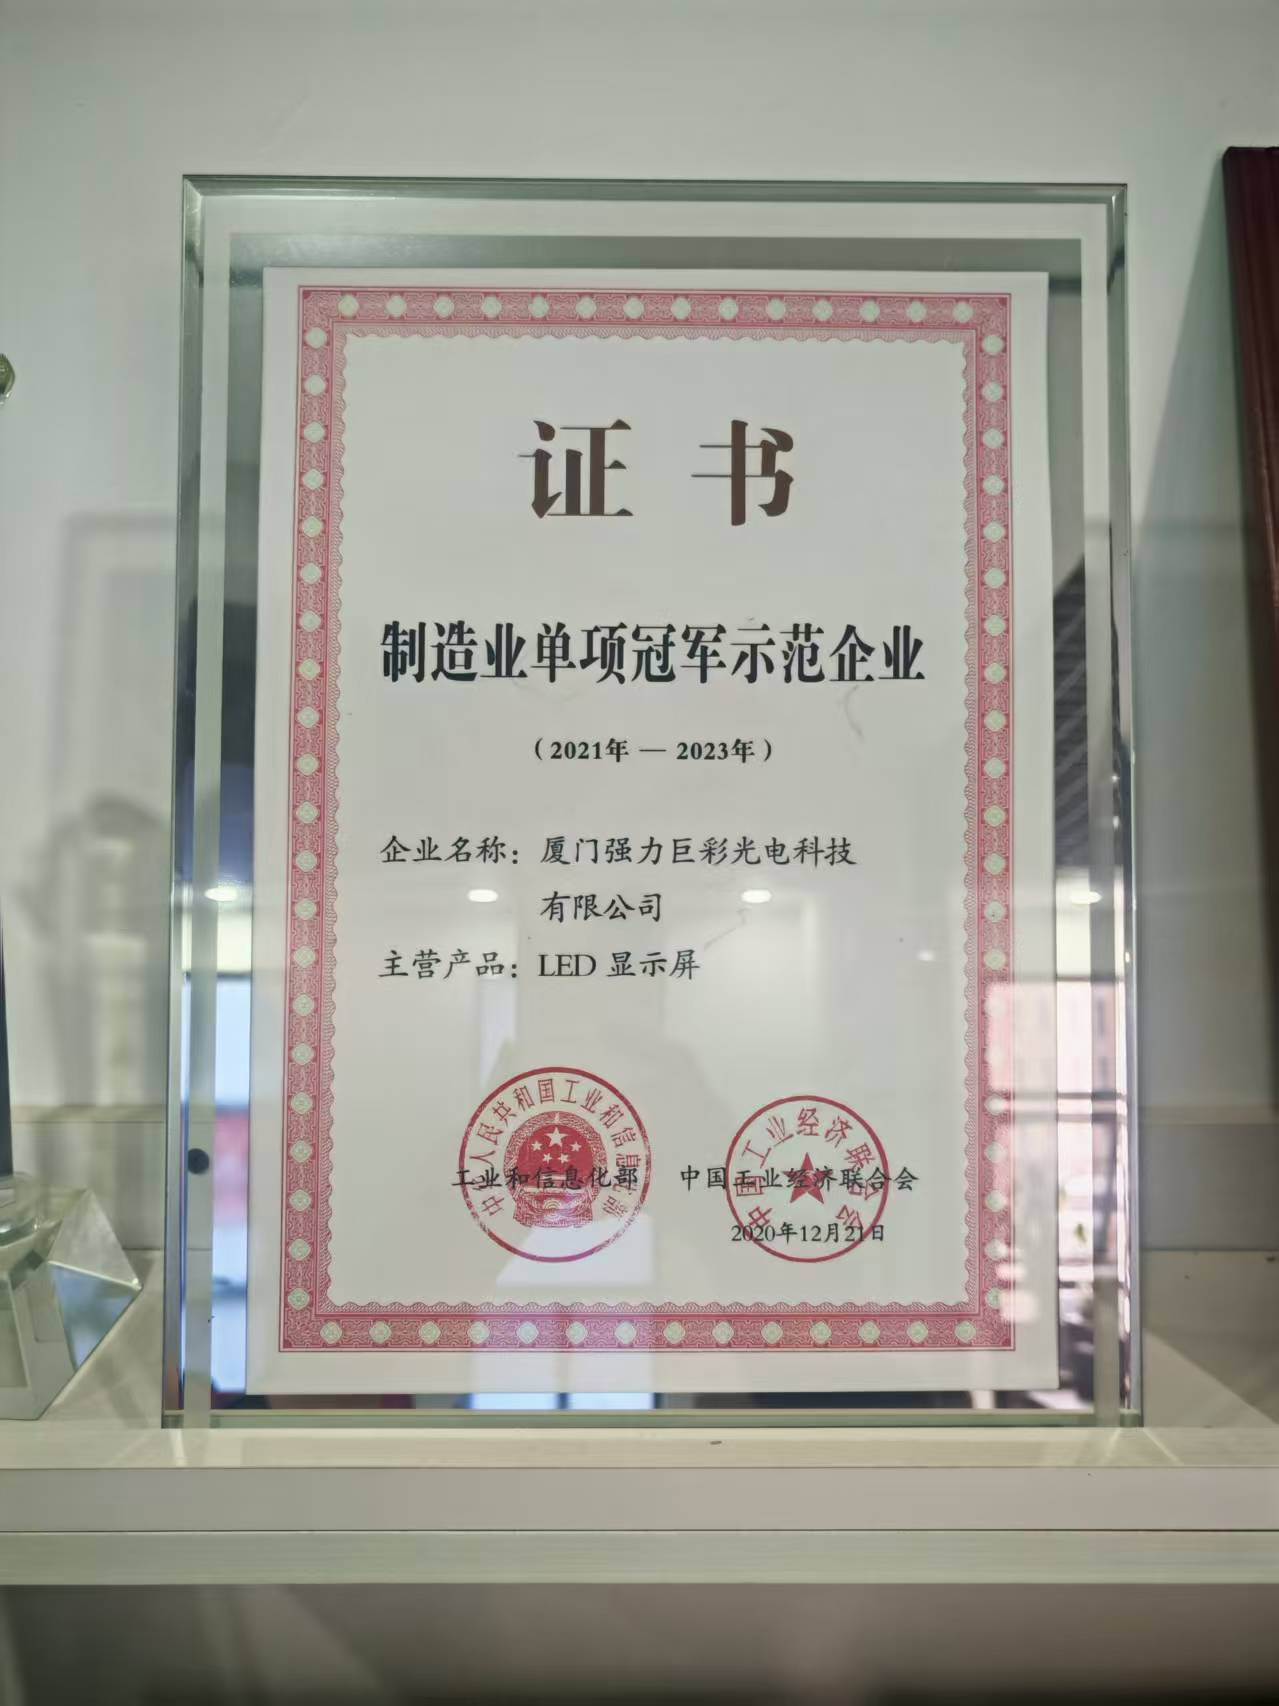 证书
制造业单项冠军示范企业
（2021年 — 2023年）
企业名称：厦门强力巨彩光电科技
有限公司
主营产品：LED 显示屏
中华人民共和国工业和信息化部
工业和信息化部
中国工业经济联合会
中国工业经济联合会
2020年12月21日